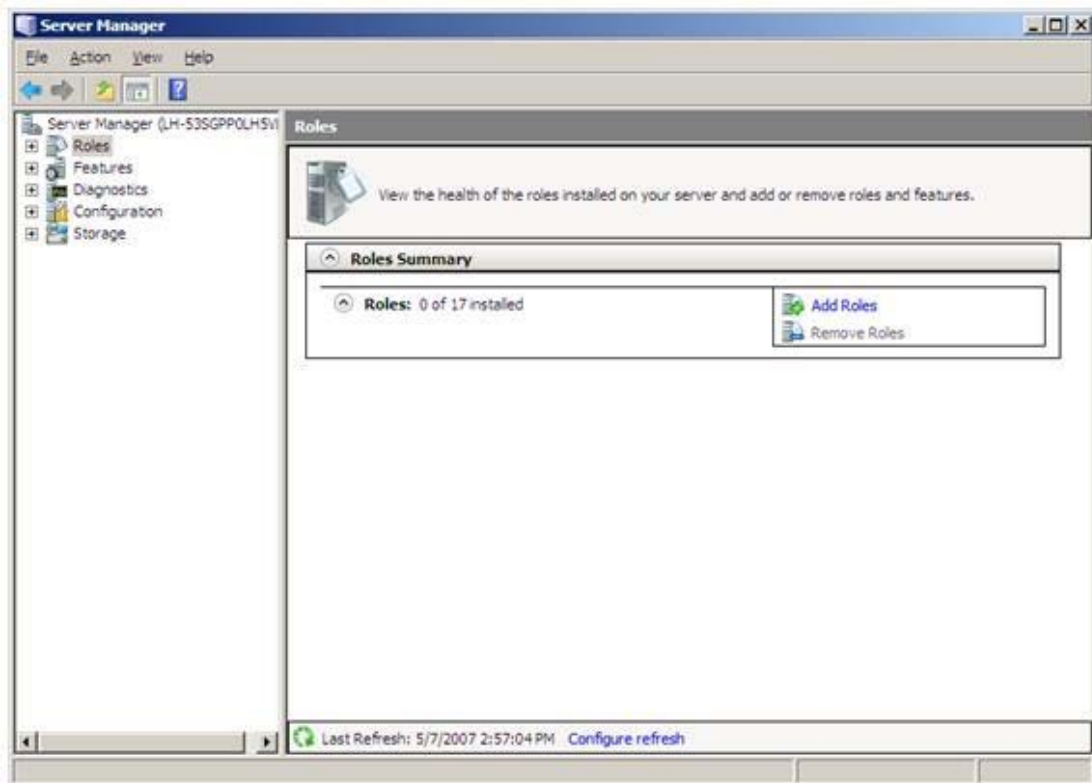 Server Manager
File Action View Help
Server Manager (LH-53SGPP0LH5VI
Roles
Features
Diagnostics
Configuration
Storage
Roles
View the health of the roles installed on your server and add or remove roles and features.
Roles Summary
Roles: 0 of 17 installed
Add Roles
Remove Roles
Last Refresh: 5/7/2007 2:57:04 PM Configure refresh